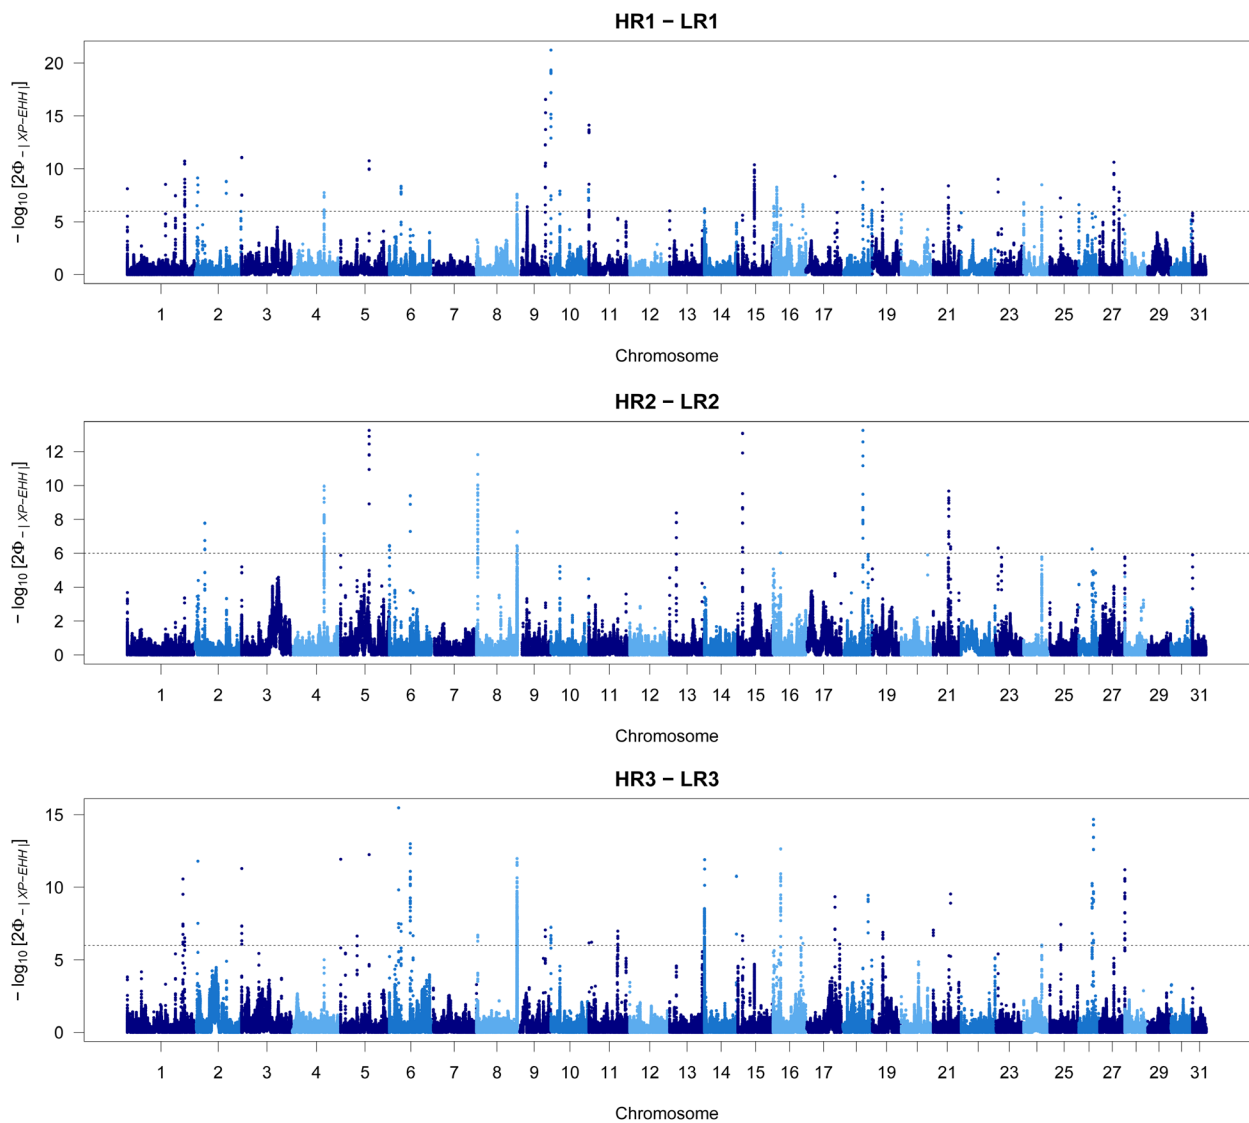 HR1 − LR1
− log10 [2Φ−| XP−EHH |]
20
15
10
5
0
1 2 3 4 5 6 7 8 9 10 11 12 13 14 15 16 17 19 21 23 25 27 29 31
Chromosome
HR2 − LR2
− log10 [2Φ−| XP−EHH |]
12
10
8
6
4
2
0
1 2 3 4 5 6 7 8 9 10 11 12 13 14 15 16 17 19 21 23 25 27 29 31
Chromosome
HR3 − LR3
− log10 [2Φ−| XP−EHH |]
15
10
5
0
1 2 3 4 5 6 7 8 9 10 11 12 13 14 15 16 17 19 21 23 25 27 29 31
Chromosome